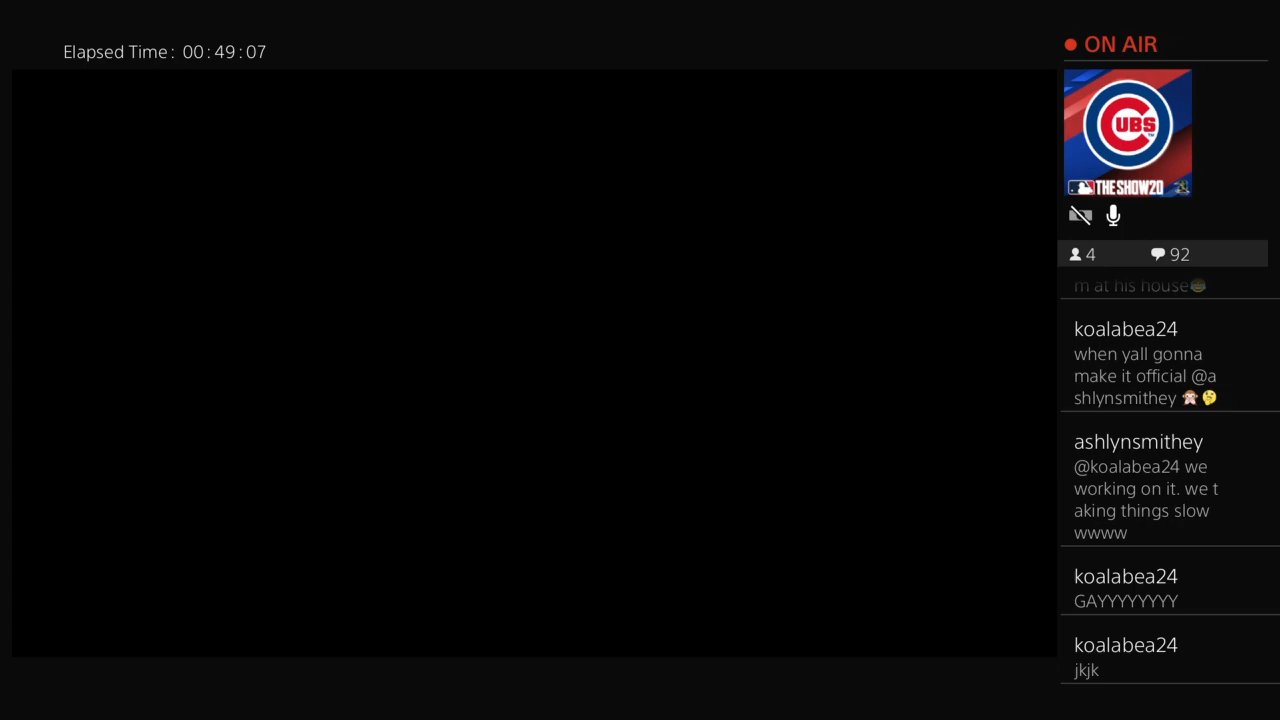 Elapsed Time: 00:49:07
ON AIR
CUBS
THE SHOW20
4 92
m at his house
koalabea24
when yall gonna
make it official @a
shlynsmithey
ashlynsmithey
@koalabea24 we
working on it. we t
aking things slow
wwww
koalabea24
GAYYYYYYYY
koalabea24
jkjk